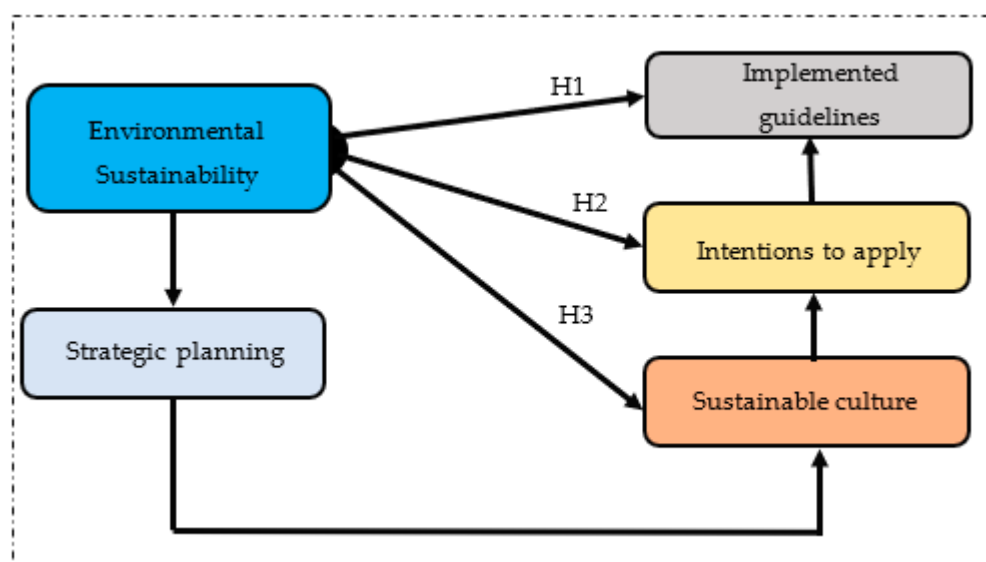 Environmental
Sustainability
Strategic planning
H1
H2
H3
Implemented
guidelines
Intentions to apply
Sustainable culture